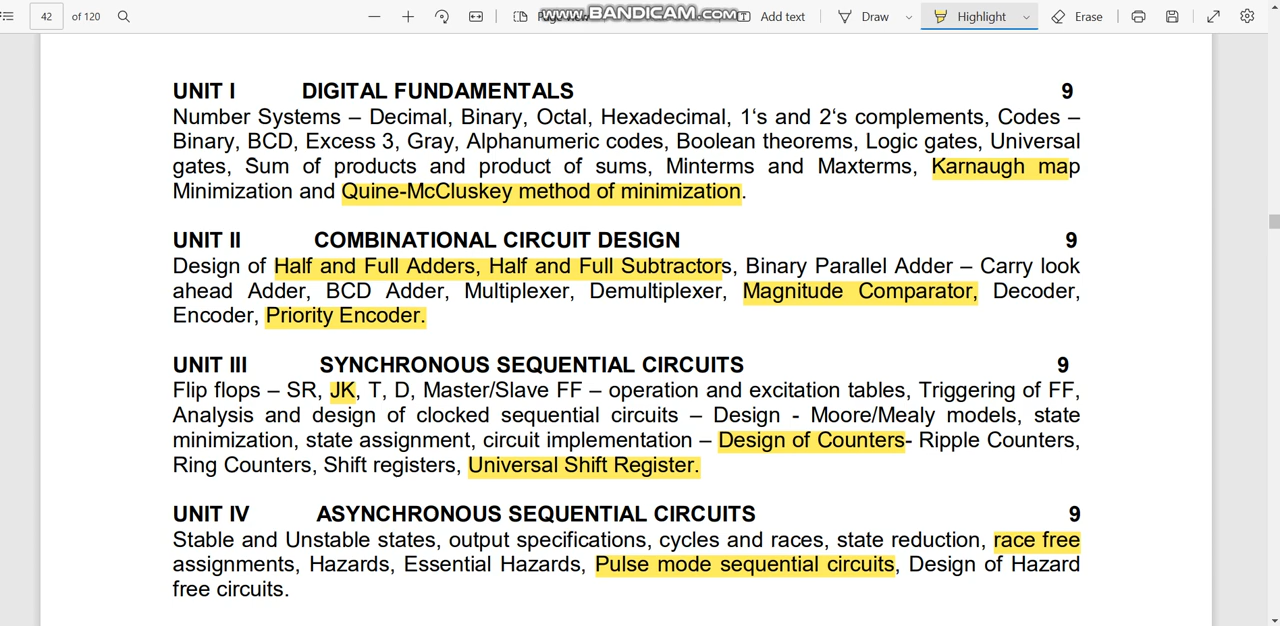 42 of 120 www.BANDICAM.com Add text Draw Highlight Erase
UNIT I DIGITAL FUNDAMENTALS 9
Number Systems – Decimal, Binary, Octal, Hexadecimal, 1‘s and 2‘s complements, Codes –
Binary, BCD, Excess 3, Gray, Alphanumeric codes, Boolean theorems, Logic gates, Universal
gates, Sum of products and product of sums, Minterms and Maxterms, Karnaugh map
Minimization and Quine-McCluskey method of minimization.
UNIT II COMBINATIONAL CIRCUIT DESIGN 9
Design of Half and Full Adders, Half and Full Subtractors, Binary Parallel Adder – Carry look
ahead Adder, BCD Adder, Multiplexer, Demultiplexer, Magnitude Comparator, Decoder,
Encoder, Priority Encoder.
UNIT III SYNCHRONOUS SEQUENTIAL CIRCUITS 9
Flip flops – SR, JK, T, D, Master/Slave FF – operation and excitation tables, Triggering of FF,
Analysis and design of clocked sequential circuits – Design - Moore/Mealy models, state
minimization, state assignment, circuit implementation – Design of Counters- Ripple Counters,
Ring Counters, Shift registers, Universal Shift Register.
UNIT IV ASYNCHRONOUS SEQUENTIAL CIRCUITS 9
Stable and Unstable states, output specifications, cycles and races, state reduction, race free
assignments, Hazards, Essential Hazards, Pulse mode sequential circuits, Design of Hazard
free circuits.